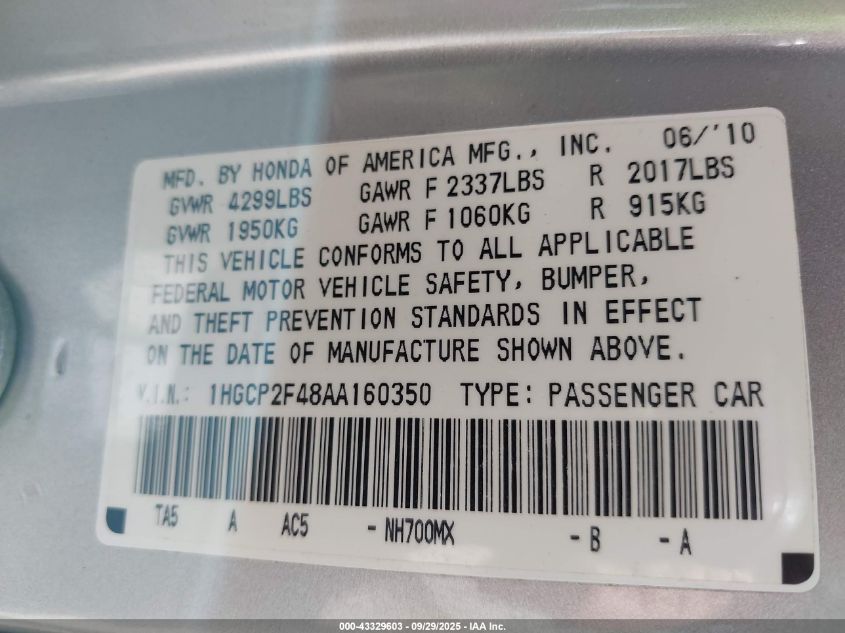 MFD. BY HONDA OF AMERICA MFG., INC. 06/'10
GVWR 4299LBS GAWR F 2337LBS R 2017LBS
GVWR 1950KG GAWR F 1060KG R 915KG
THIS VEHICLE CONFORMS TO ALL APPLICABLE
FEDERAL MOTOR VEHICLE SAFETY, BUMPER,
AND THEFT PREVENTION STANDARDS IN EFFECT
ON THE DATE OF MANUFACTURE SHOWN ABOVE.
V.I.N.: 1HGCP2F48AA160350 TYPE: PASSENGER CAR
TA5 A AC5 - NH700MX - B - A
000-43329603 - 09/29/2025 - IAA Inc.